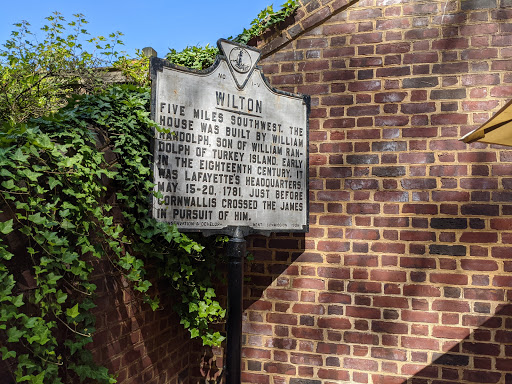 NO.
WILTON
FIVE MILES SOUTHWEST. THE
HOUSE WAS BUILT BY WILLIAM
RANDOLPH, SON OF WILLIAM RAN-
DOLPH OF TURKEY ISLAND, EARLY
IN THE EIGHTEENTH CENTURY. IT
WAS LAFAYETTE'S HEADQUARTERS,
MAY 15-20, 1781, JUST BEFORE
CORNWALLIS CROSSED THE JAMES
IN PURSUIT OF HIM.